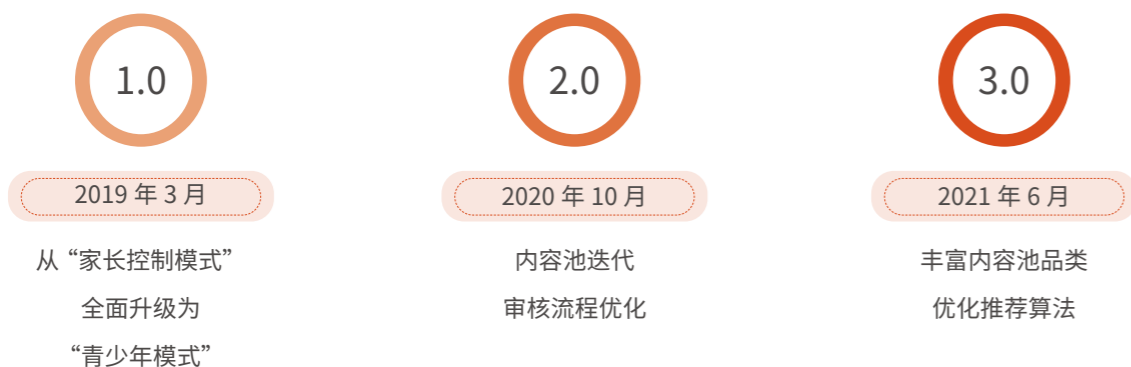 1.0
2019 年 3 月
从“家长控制模式”
全面升级为
“青少年模式”
2.0
2020 年 10 月
内容池迭代
审核流程优化
3.0
2021 年 6 月
丰富内容池品类
优化推荐算法